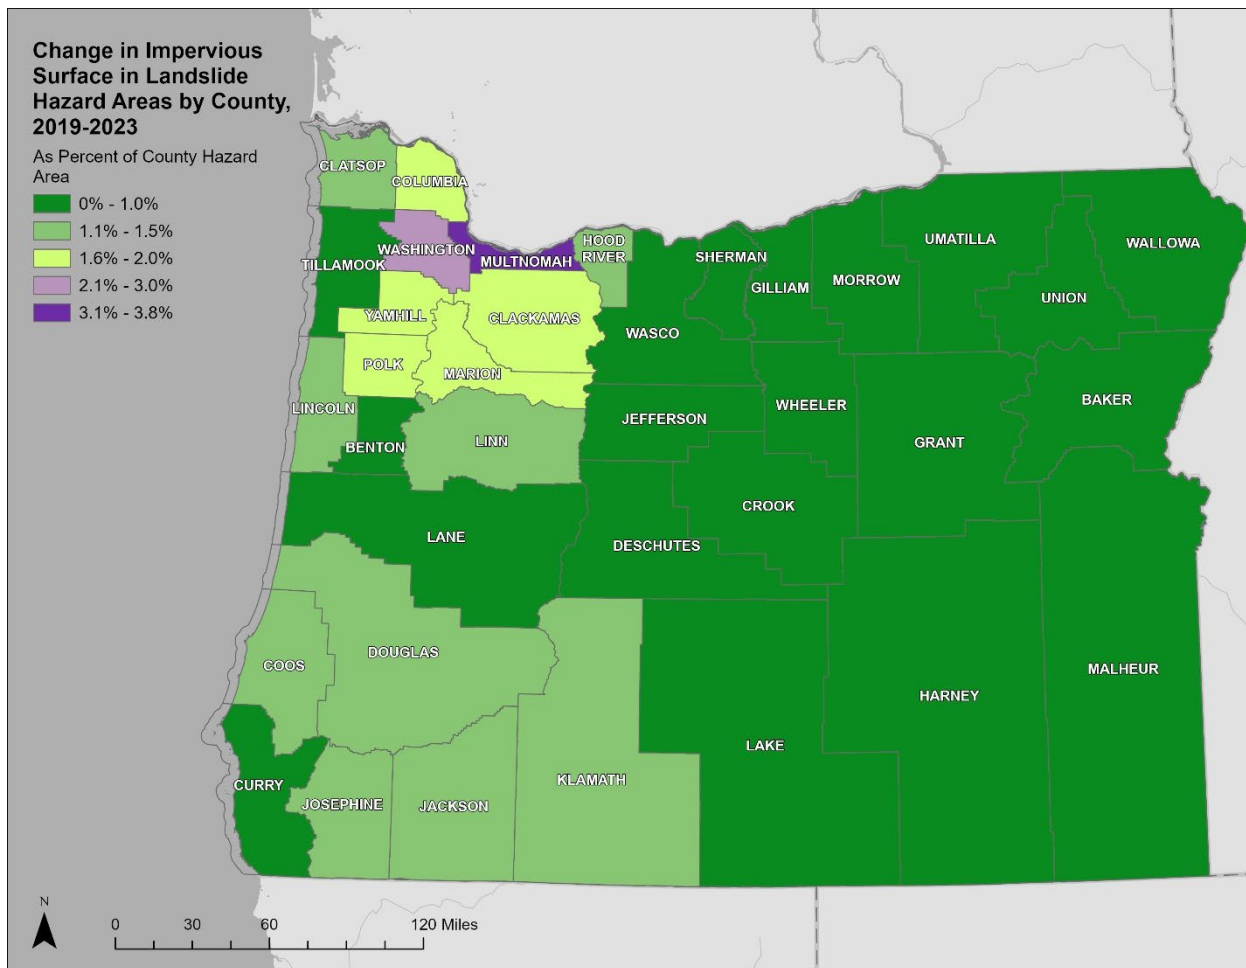 Change in Impervious
Surface in Landslide
Hazard Areas by County,
2019-2023
As Percent of County Hazard
Area
0% - 1.0%
1.1% - 1.5%
1.6% - 2.0%
2.1% - 3.0%
3.1% - 3.8%
CLATSOP
COLUMBIA
TILLAMOOK
WASHINGTON
MULTNOMAH
HOOD
RIVER
SHERMAN
GILLIAM
MORROW
UMATILLA
WALLOWA
UNION
YAMHILL
CLACKAMAS
WASCO
POLK
MARION
LINCOLN
BENTON
LINN
JEFFERSON
WHEELER
GRANT
BAKER
LANE
DESCHUTES
CROOK
COOS
DOUGLAS
HARNEY
MALHEUR
CURRY
JOSEPHINE
JACKSON
KLAMATH
LAKE
N
0 30 60 120 Miles